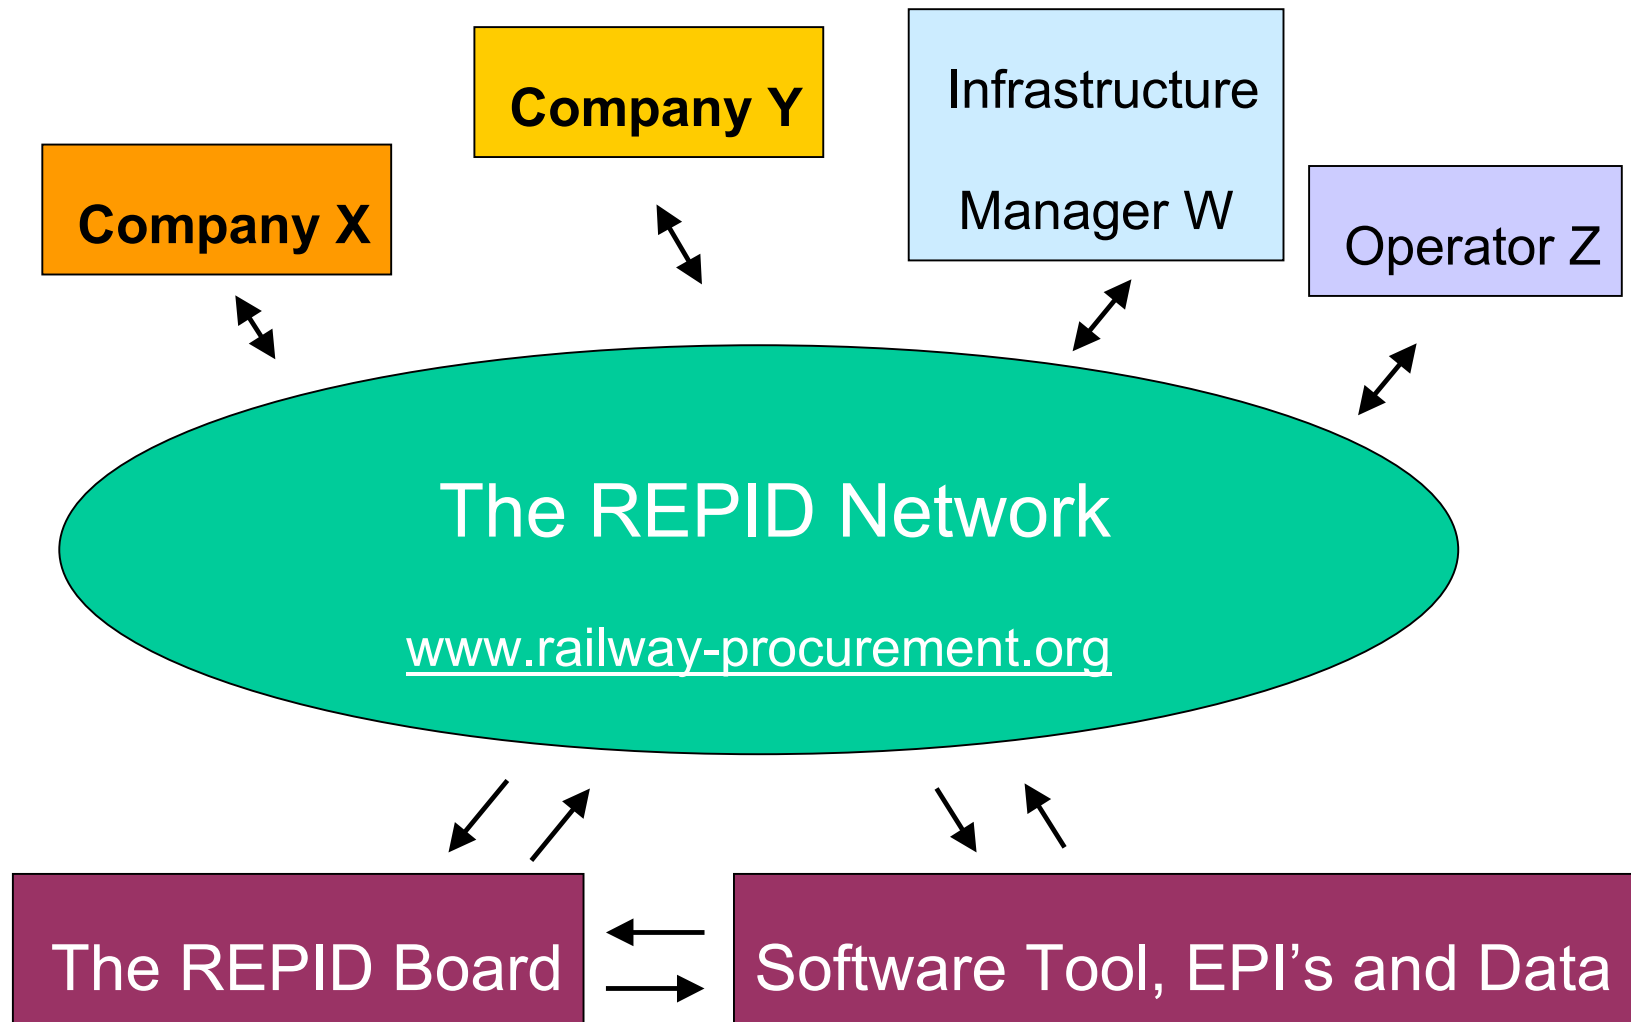 Company X
Company Y
Infrastructure
Manager W
Operator Z
The REPID Network
www.railway-procurement.org
The REPID Board
Software Tool, EPI’s and Data